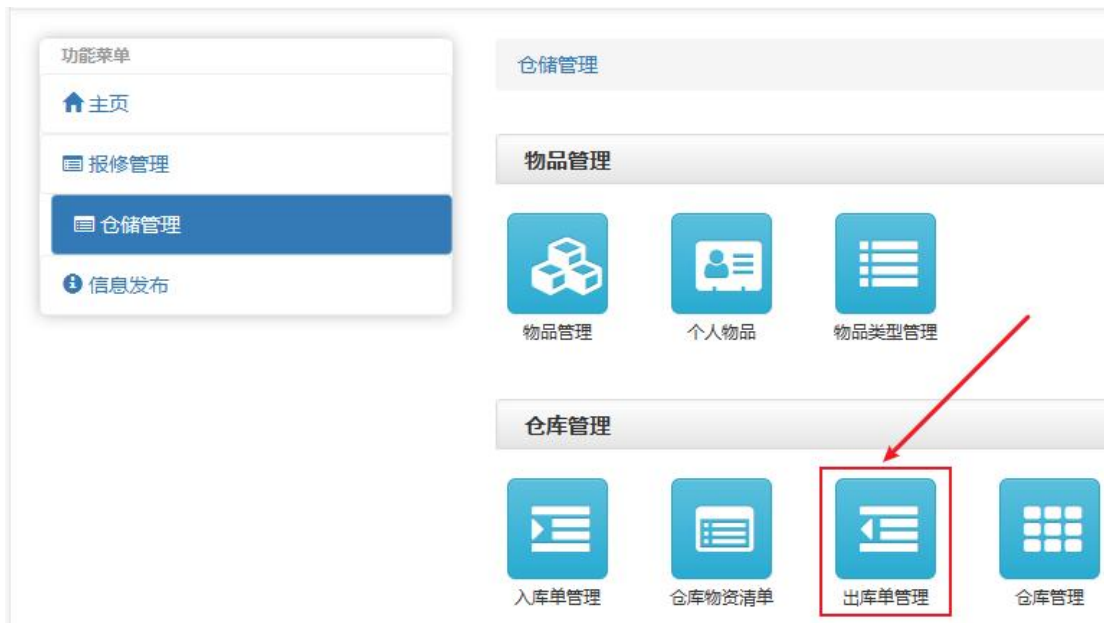 功能菜单
主页
报修管理
仓储管理
信息发布
仓储管理
物品管理
物品管理
个人物品
物品类型管理
仓库管理
入库单管理
仓库物资清单
出库单管理
仓库管理